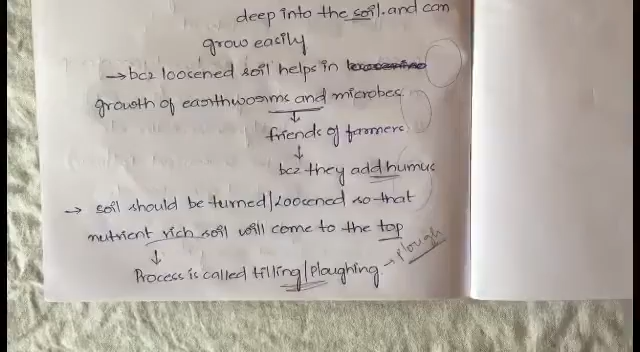 deep into the soil. and can
grow easily
→ bcz loosened soil helps in
growth of earthworms and microbes.
↓
friends of farmers
↓
bcz they add humus
→ soil should be turned/loosened so that
nutrient rich soil will come to the top
↓
Process is called tilling/Ploughing → plough